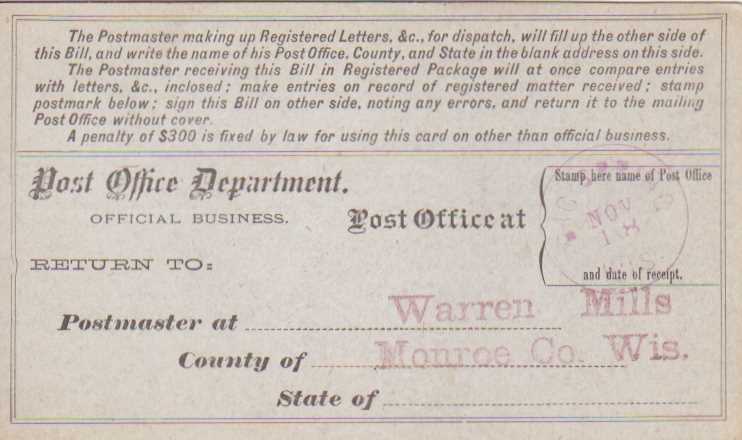 The Postmaster making up Registered Letters, &c., for dispatch, will fill up the other side of
this Bill, and write the name of his Post Office, County, and State in the blank address on this side.
The Postmaster receiving this Bill in Registered Package will at once compare entries
with letters, &c., inclosed; make entries on record of registered matter received; stamp
postmark below; sign this Bill on other side, noting any errors, and return it to the mailing
Post Office without cover.
A penalty of $300 is fixed by law for using this card on other than official business.
Post Office Department.
OFFICIAL BUSINESS.
Post Office at
Stamp here name of Post Office
NOV
18
and date of receipt.
RETURN TO:
Postmaster at Warren Mills
County of Monroe Co. Wis.
State of